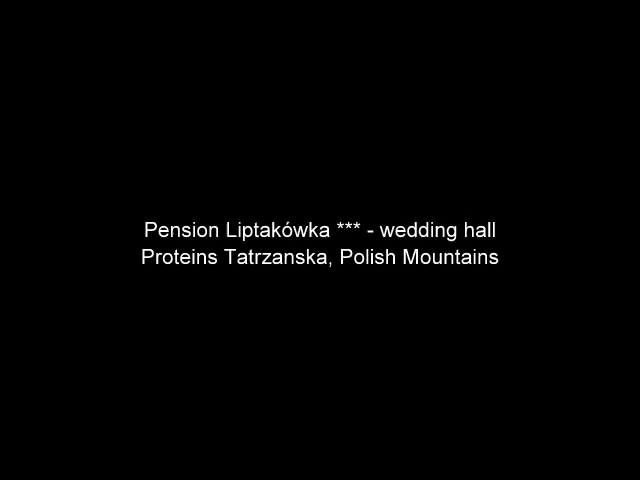 Pension Liptakówka *** - wedding hall
Proteins Tatrzanska, Polish Mountains